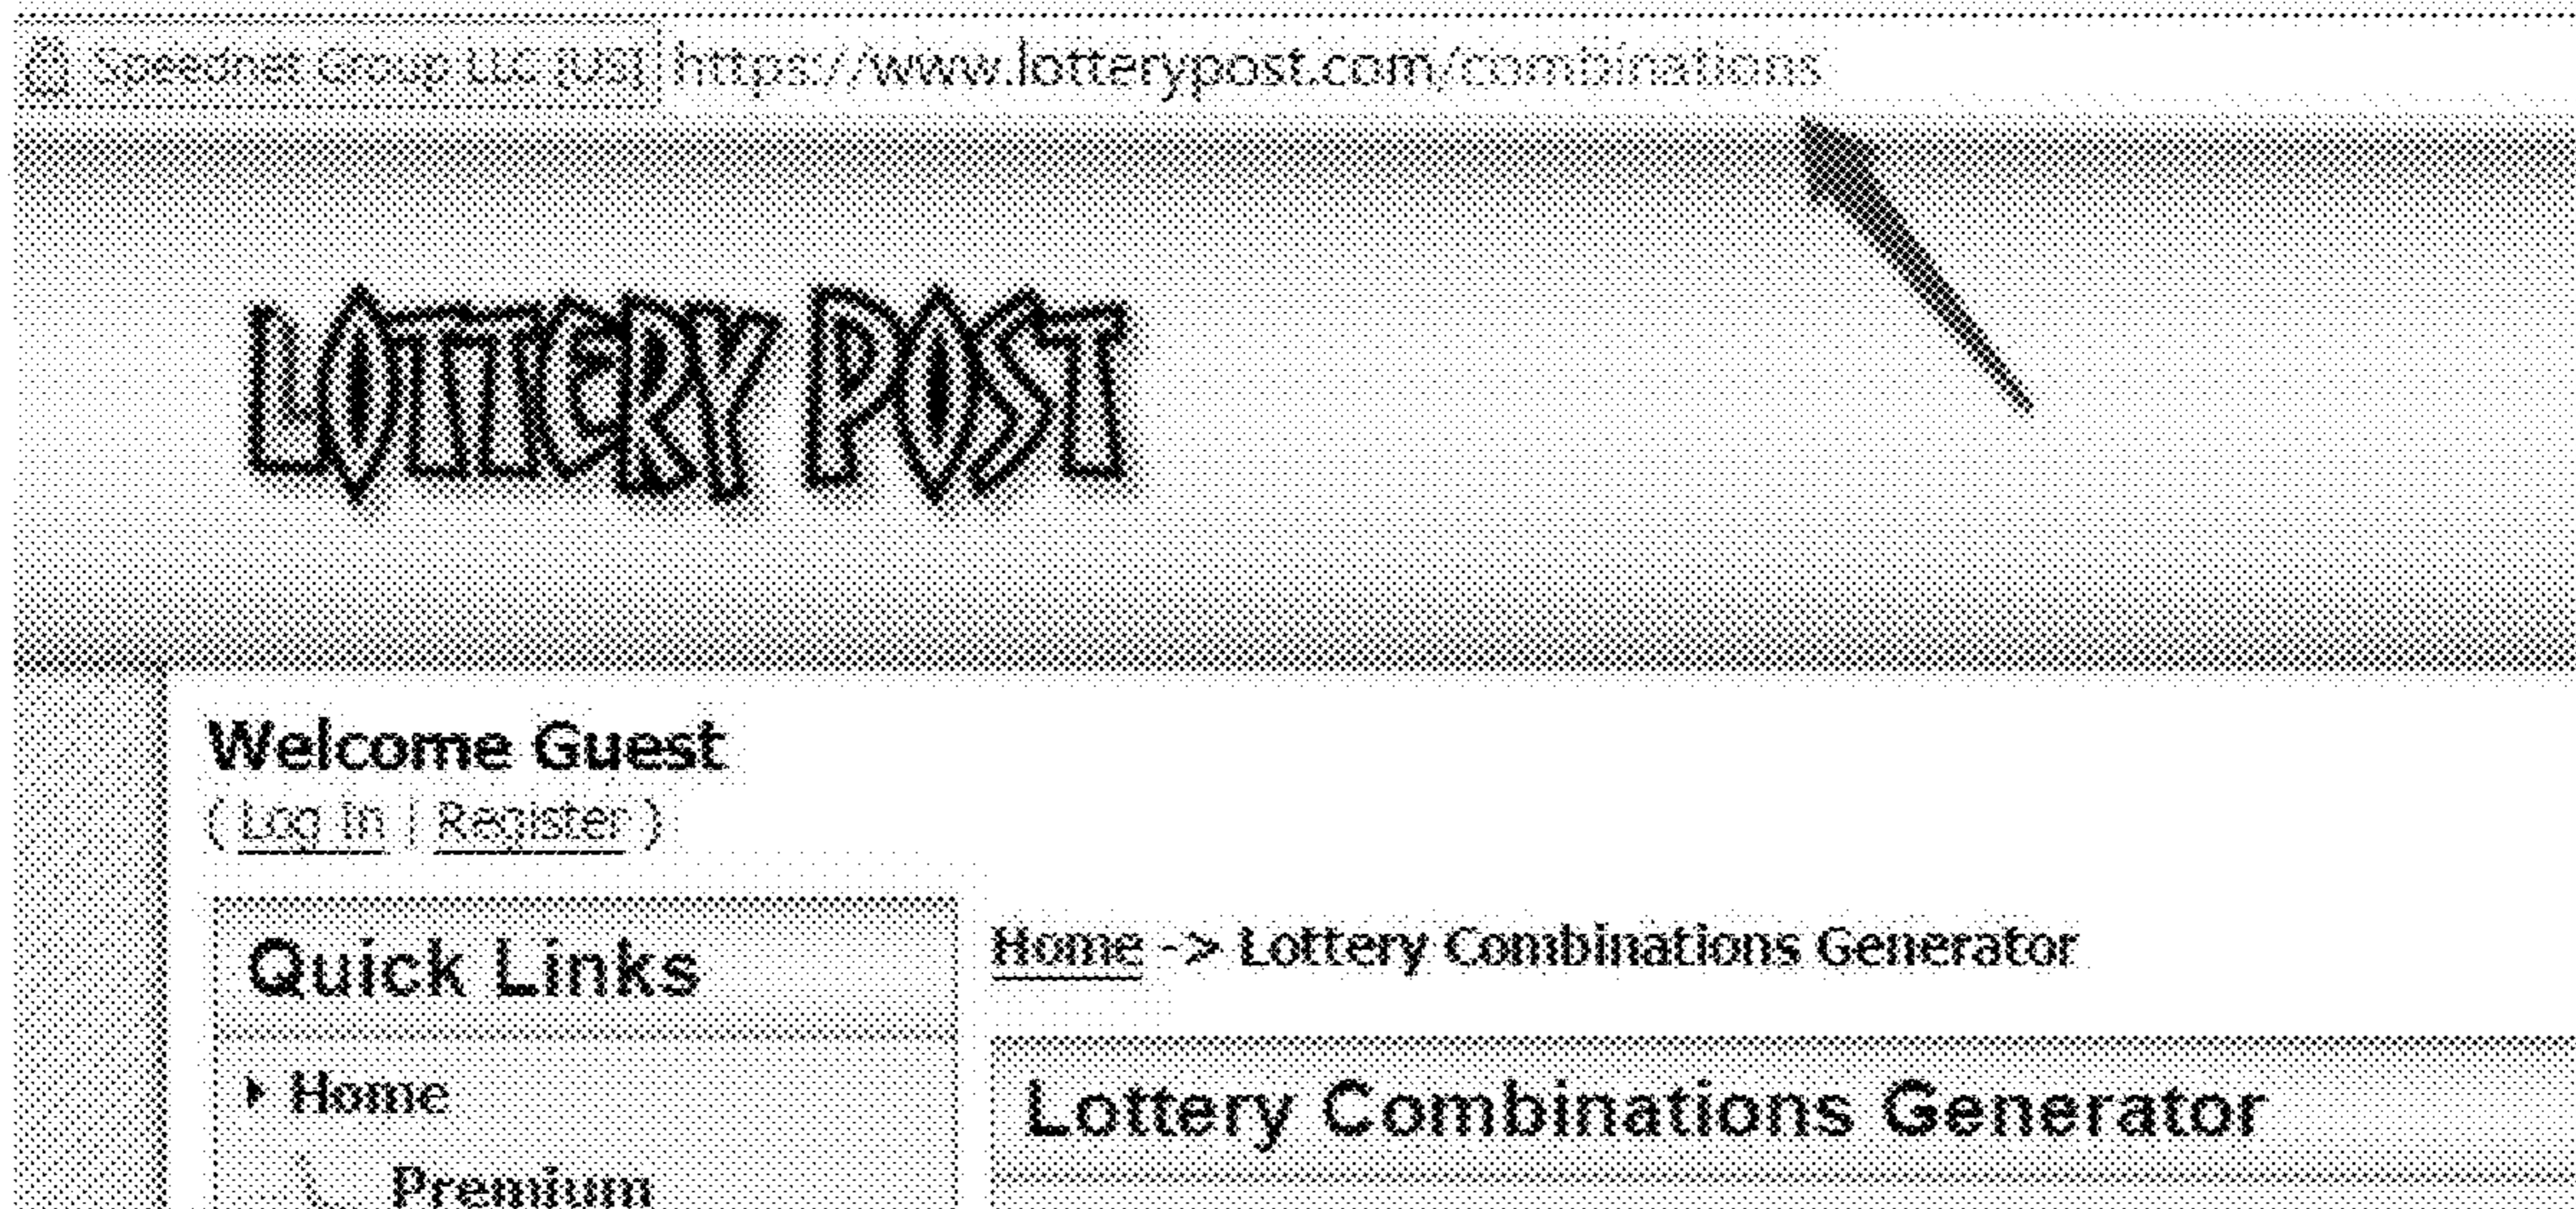 Speednet Group LLC [US] https://www.lotterypost.com/combinations
LOTTERY POST
Welcome Guest
( Log In | Register )
Quick Links
Home -> Lottery Combinations Generator
Home
Lottery Combinations Generator
Premium